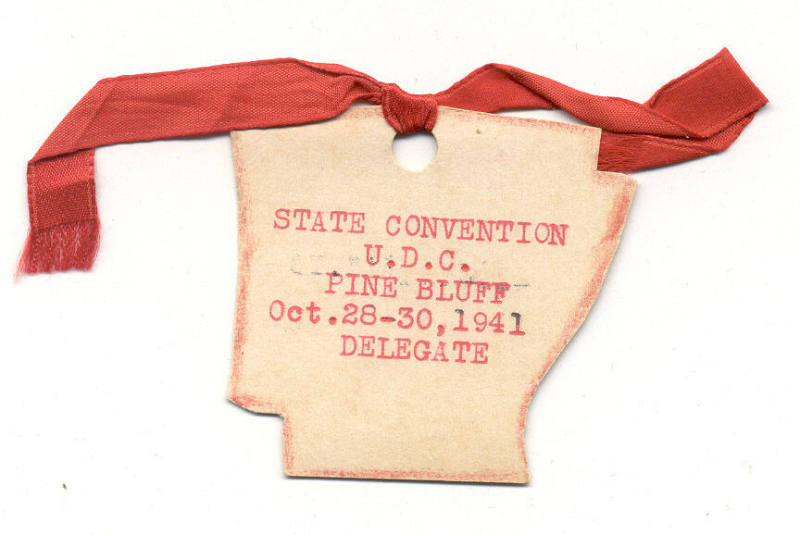 STATE CONVENTION
U.D.C.
PINE BLUFF
Oct.28-30,1941
DELEGATE